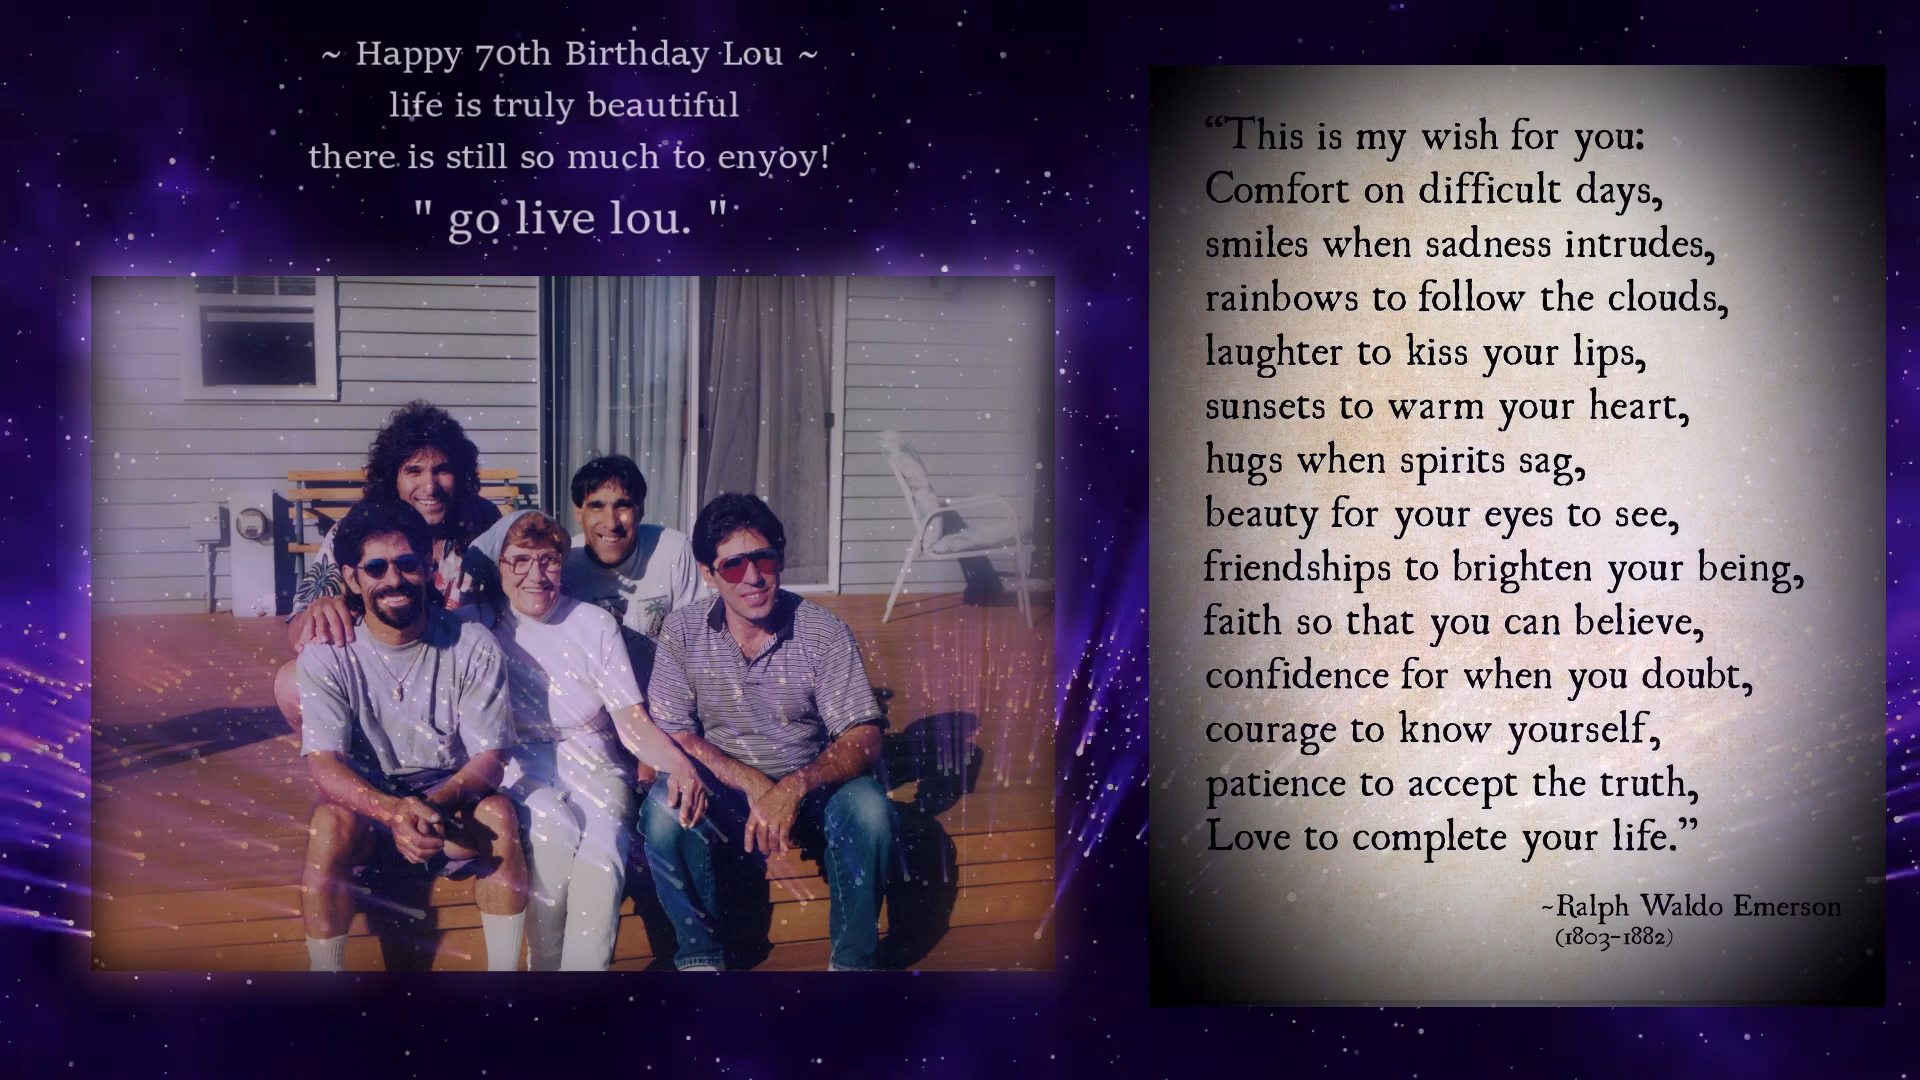 ~ Happy 70th Birthday Lou ~
life is truly beautiful
there is still so much to enyoy!
" go live lou. "
“This is my wish for you:
Comfort on difficult days,
smiles when sadness intrudes,
rainbows to follow the clouds,
laughter to kiss your lips,
sunsets to warm your heart,
hugs when spirits sag,
beauty for your eyes to see,
friendships to brighten your being,
faith so that you can believe,
confidence for when you doubt,
courage to know yourself,
patience to accept the truth,
Love to complete your life.”
~Ralph Waldo Emerson
(1803-1882)